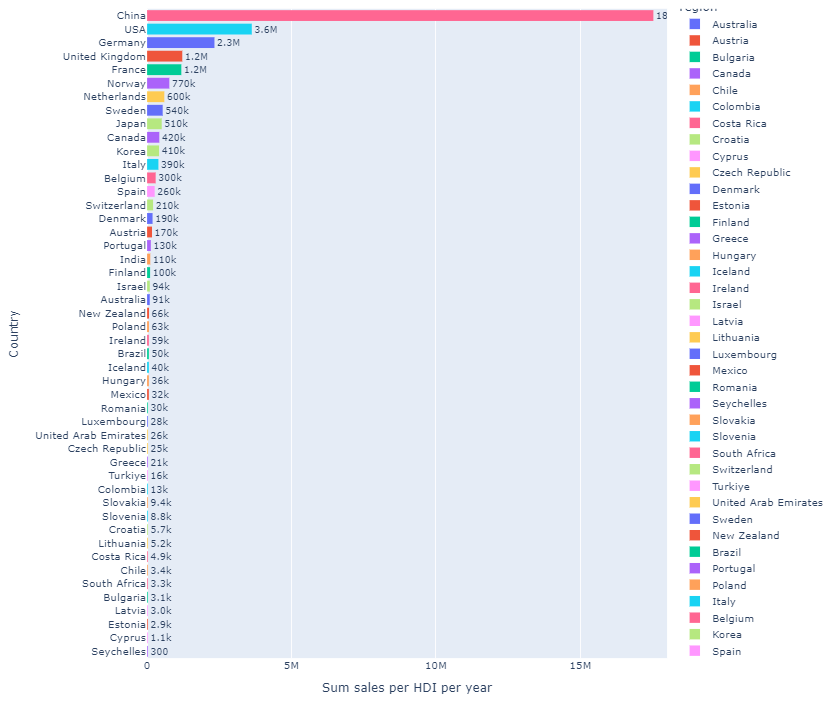 region
China 18
USA 3.6M
Germany 2.3M
United Kingdom 1.2M
France 1.2M
Norway 770k
Netherlands 600k
Sweden 540k
Japan 510k
Canada 420k
Korea 410k
Italy 390k
Belgium 300k
Spain 260k
Switzerland 210k
Denmark 190k
Austria 170k
Portugal 130k
India 110k
Finland 100k
Israel 94k
Australia 91k
New Zealand 66k
Poland 63k
Ireland 59k
Brazil 50k
Iceland 40k
Hungary 36k
Mexico 32k
Romania 30k
Luxembourg 28k
United Arab Emirates 26k
Czech Republic 25k
Greece 21k
Turkiye 16k
Colombia 13k
Slovakia 9.4k
Slovenia 8.8k
Croatia 5.7k
Lithuania 5.2k
Costa Rica 4.9k
Chile 3.4k
South Africa 3.3k
Bulgaria 3.1k
Latvia 3.0k
Estonia 2.9k
Cyprus 1.1k
Seychelles 300
Country
0 5M 10M 15M
Sum sales per HDI per year
Australia
Austria
Bulgaria
Canada
Chile
Colombia
Costa Rica
Croatia
Cyprus
Czech Republic
Denmark
Estonia
Finland
Greece
Hungary
Iceland
Ireland
Israel
Latvia
Lithuania
Luxembourg
Mexico
Romania
Seychelles
Slovakia
Slovenia
South Africa
Switzerland
Turkiye
United Arab Emirates
Sweden
New Zealand
Brazil
Portugal
Poland
Italy
Belgium
Korea
Spain